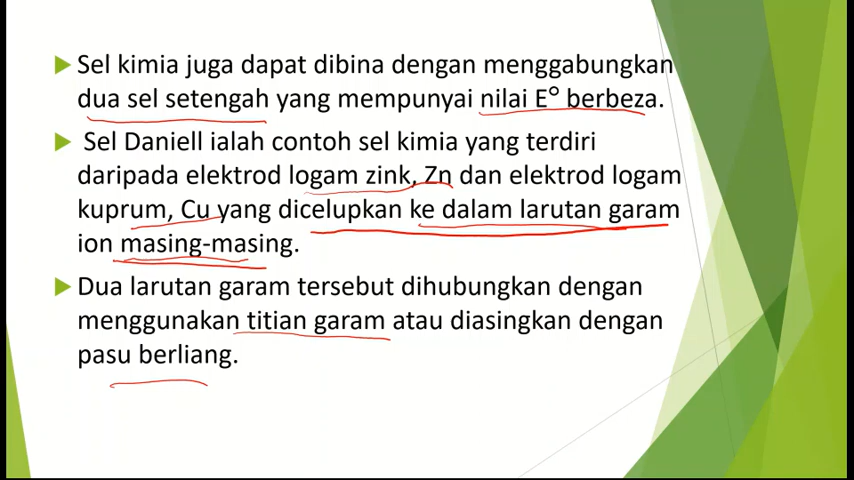 Sel kimia juga dapat dibina dengan menggabungkan
dua sel setengah yang mempunyai nilai E° berbeza.
Sel Daniell ialah contoh sel kimia yang terdiri
daripada elektrod logam zink, Zn dan elektrod logam
kuprum, Cu yang dicelupkan ke dalam larutan garam
ion masing-masing.
Dua larutan garam tersebut dihubungkan dengan
menggunakan titian garam atau diasingkan dengan
pasu berliang.